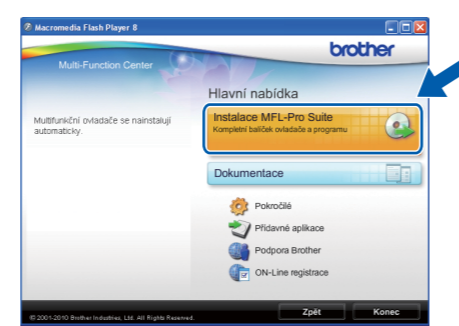 Macromedia Flash Player 8
brother
Multi-Function Center
Hlavní nabídka
Multifunkční ovladače se nainstalují
automaticky.
Instalace MFL-Pro Suite
Kompletní balíček ovladače a programu
Dokumentace
Pokročilé
Přídavné aplikace
Podpora Brother
ON-Line registrace
© 2001-2010 Brother Industries, Ltd. All Rights Reserved.
Zpět
Konec